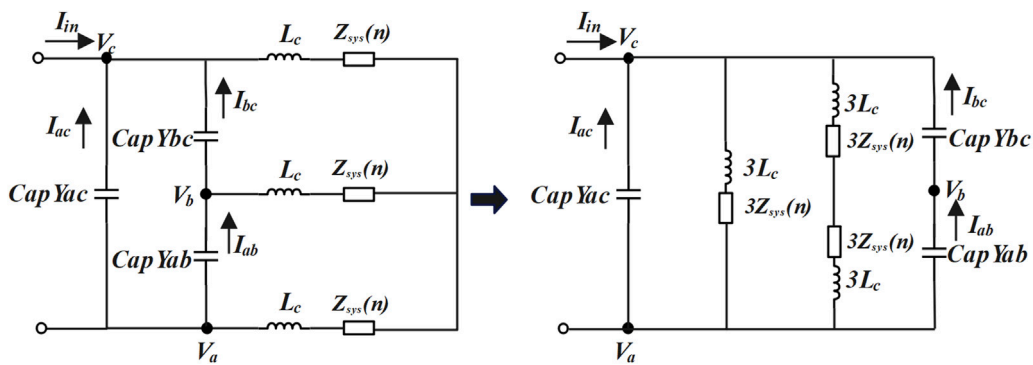 I_in V_c L_c Z_sys(n)
I_bc
I_ac
CapYbc
CapYac
V_b L_c Z_sys(n)
I_ab
CapYab
L_c Z_sys(n)
V_a
I_in V_c
3L_c I_bc
I_ac
3Z_sys(n) CapYbc
3L_c
CapYac V_b
3Z_sys(n)
3Z_sys(n) I_ab
CapYab
3L_c
V_a